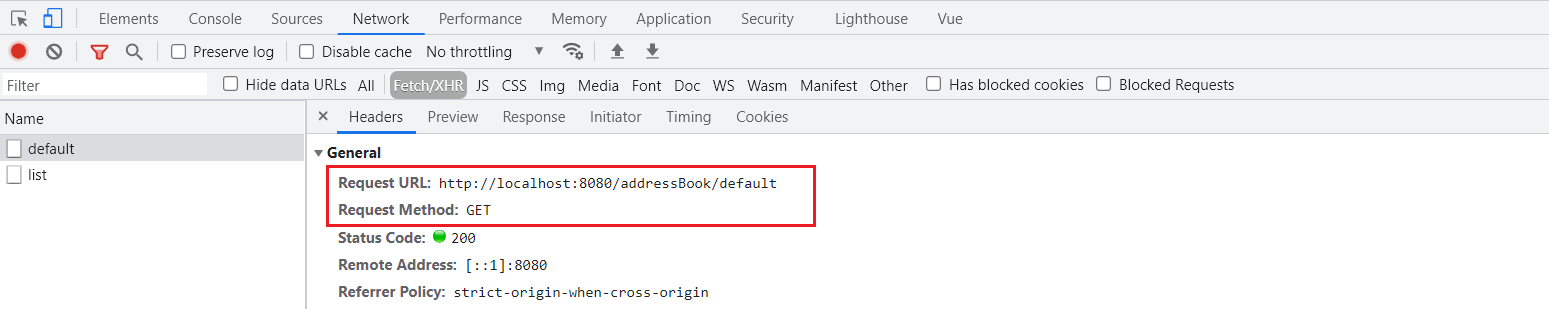 Elements Console Sources Network Performance Memory Application Security Lighthouse Vue
Preserve log Disable cache No throttling
Filter Hide data URLs All Fetch/XHR JS CSS Img Media Font Doc WS Wasm Manifest Other Has blocked cookies Blocked Requests
Name
Headers Preview Response Initiator Timing Cookies
default
list
General
Request URL: http://localhost:8080/addressBook/default
Request Method: GET
Status Code: 200
Remote Address: [::1]:8080
Referrer Policy: strict-origin-when-cross-origin